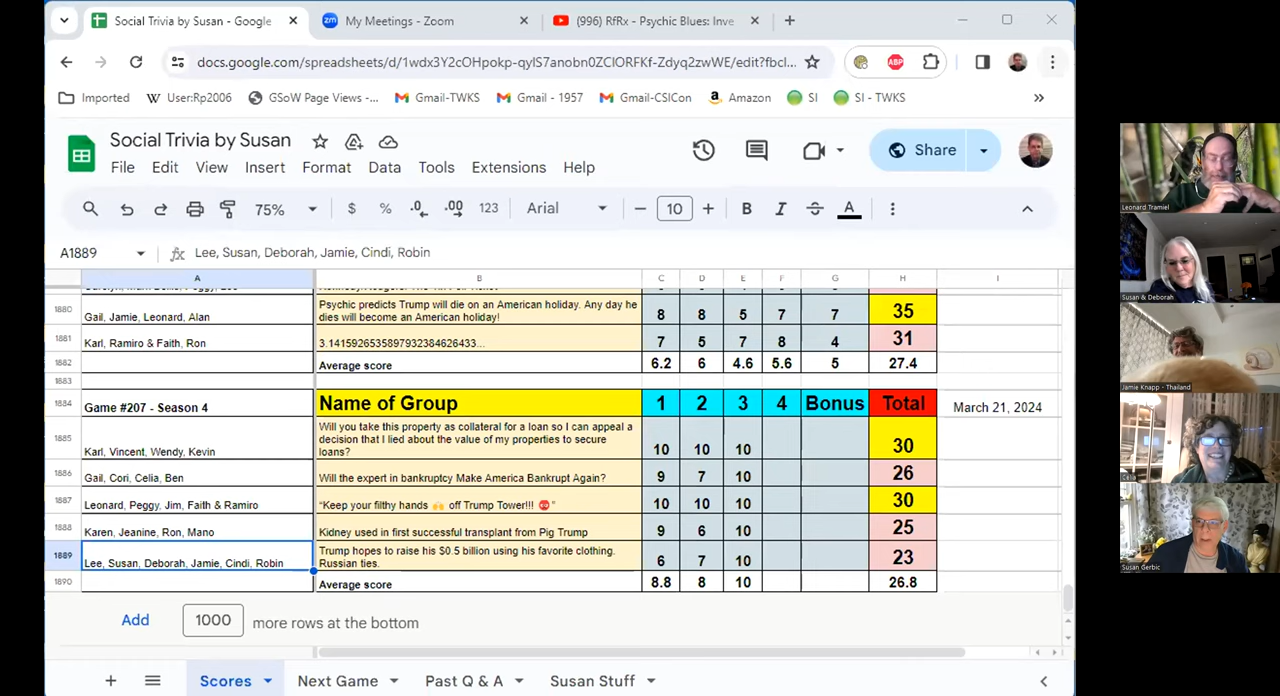 Social Trivia by Susan - Google
My Meetings - Zoom
(996) RfRx - Psychic Blues: Inve
docs.google.com/spreadsheets/d/1wdx3Y2cOHpokp-qyIS7anobn0ZClORFKf-Zdyq2zwWE/edit?fbcl...
ABP
Imported
User:Rp2006
GSoW Page Views -...
Gmail-TWKS
Gmail - 1957
Gmail-CSICon
Amazon
SI
SI - TWKS
Social Trivia by Susan
Share
File Edit View Insert Format Data Tools Extensions Help
75% $ % .0 .00 123 Arial 10 B I S A
A1889 fx Lee, Susan, Deborah, Jamie, Cindi, Robin
A B C D E F G H I
1880 Gail, Jamie, Leonard, Alan Psychic predicts Trump will die on an American holiday. Any day he
dies will become an American holiday! 8 8 5 7 7 35
1881 Karl, Ramiro & Faith, Ron 3.1415926535897932384626433... 7 5 7 8 4 31
1882 Average score 6.2 6 4.6 5.6 5 27.4
1883
1884 Game #207 - Season 4 Name of Group 1 2 3 4 Bonus Total March 21, 2024
1885 Karl, Vincent, Wendy, Kevin Will you take this property as collateral for a loan so I can appeal a
decision that I lied about the value of my properties to secure
loans? 10 10 10 30
1886 Gail, Cori, Celia, Ben Will the expert in bankruptcy Make America Bankrupt Again? 9 7 10 26
1887 Leonard, Peggy, Jim, Faith & Ramiro “Keep your filthy hands 🙌 off Trump Tower!!! 🛑” 10 10 10 30
1888 Karen, Jeanine, Ron, Mano Kidney used in first successful transplant from Pig Trump 9 6 10 25
1889 Lee, Susan, Deborah, Jamie, Cindi, Robin Trump hopes to raise his $0.5 billion using his favorite clothing.
Russian ties. 6 7 10 23
1890 Average score 8.8 8 10 26.8
Add 1000 more rows at the bottom
Scores Next Game Past Q & A Susan Stuff
Leonard Tramiel
Susan & Deborah
Jamie Knapp - Thailand
Celia
Susan Gerbic